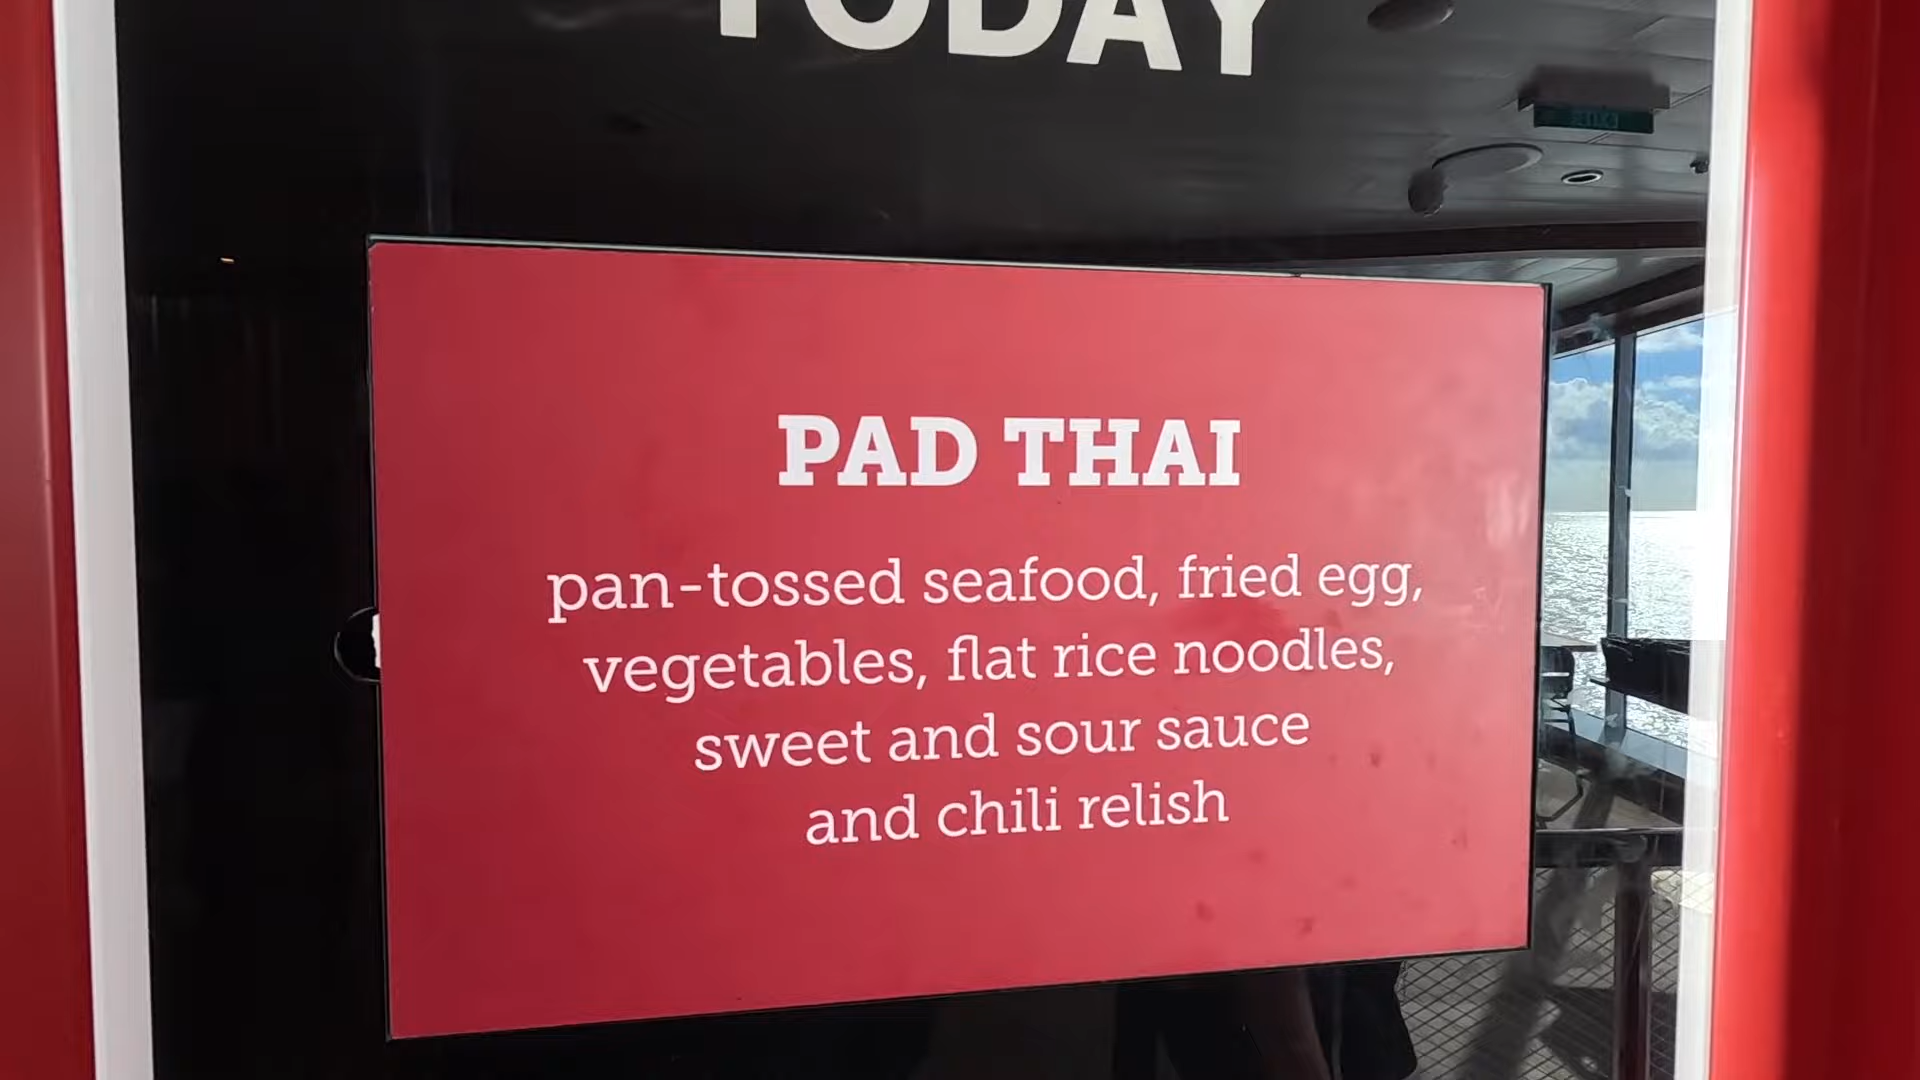 TODAY
PAD THAI
pan-tossed seafood, fried egg,
vegetables, flat rice noodles,
sweet and sour sauce
and chili relish